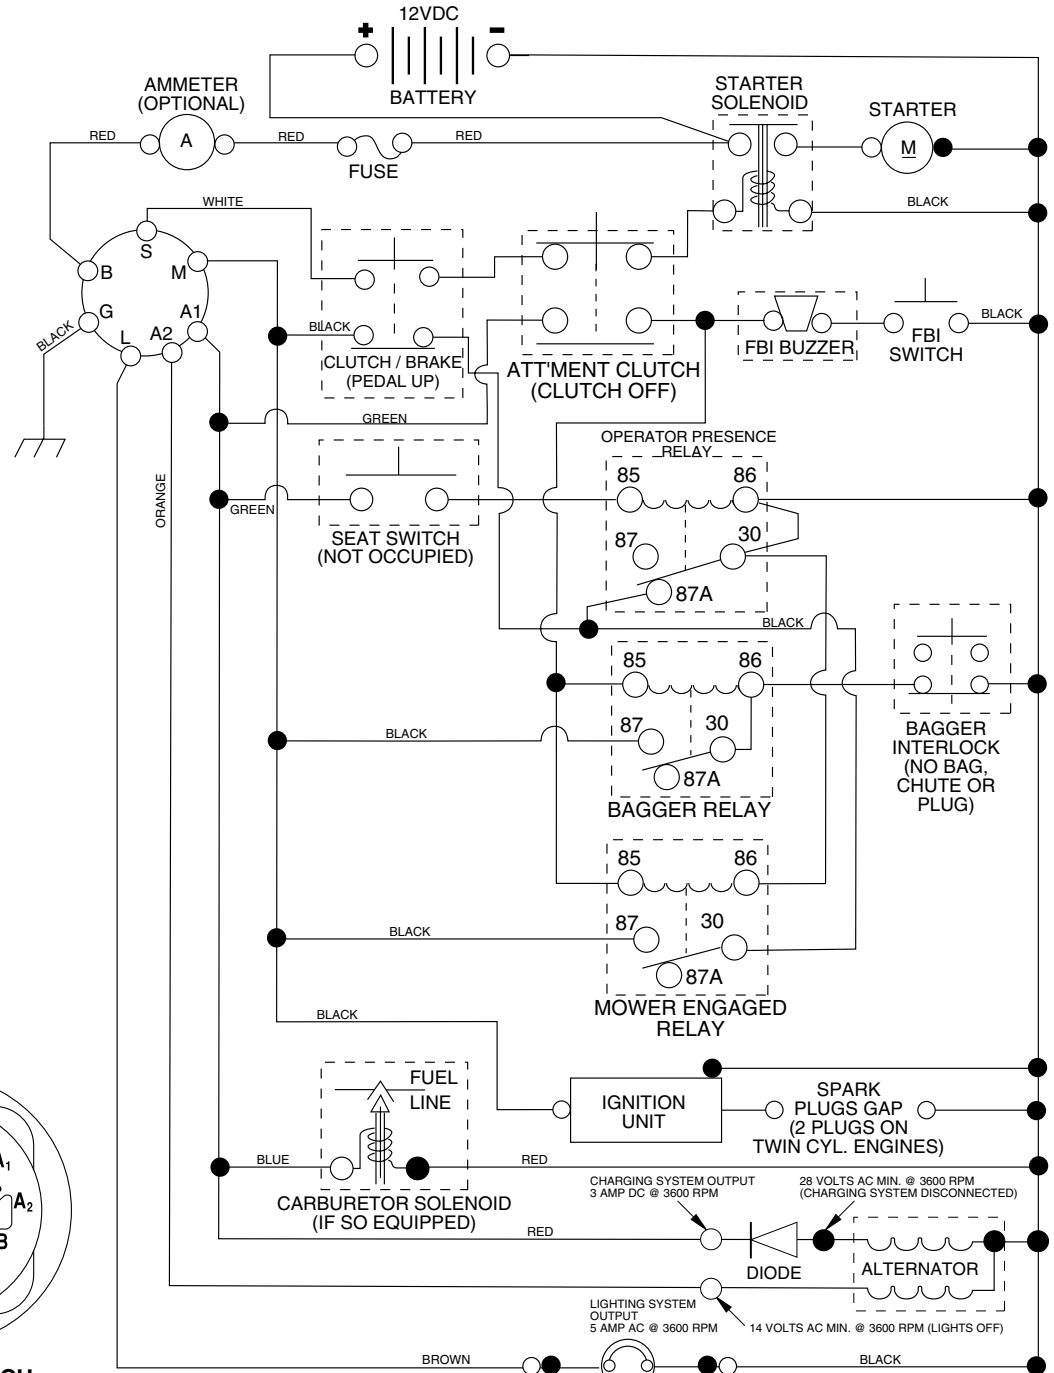 12VDC
+
-
BATTERY
AMMETER
(OPTIONAL)
STARTER
SOLENOID
STARTER
RED
A
RED
FUSE
RED
M
WHITE
BLACK
S
B
M
G
A1
L
A2
BLACK
BLACK
CLUTCH / BRAKE
(PEDAL UP)
ATT'MENT CLUTCH
(CLUTCH OFF)
FBI BUZZER
FBI
SWITCH
BLACK
GREEN
ORANGE
GREEN
SEAT SWITCH
(NOT OCCUPIED)
OPERATOR PRESENCE
RELAY
85
86
87
30
87A
BLACK
85
86
87
30
87A
BAGGER RELAY
BLACK
BAGGER
INTERLOCK
(NO BAG,
CHUTE OR
PLUG)
85
86
87
30
87A
MOWER ENGAGED
RELAY
BLACK
BLACK
FUEL
LINE
IGNITION
UNIT
SPARK
PLUGS GAP
(2 PLUGS ON
TWIN CYL. ENGINES)
BLUE
RED
CARBURETOR SOLENOID
(IF SO EQUIPPED)
CHARGING SYSTEM OUTPUT
3 AMP DC @ 3600 RPM
28 VOLTS AC MIN. @ 3600 RPM
(CHARGING SYSTEM DISCONNECTED)
RED
DIODE
ALTERNATOR
LIGHTING SYSTEM
OUTPUT
5 AMP AC @ 3600 RPM
14 VOLTS AC MIN. @ 3600 RPM (LIGHTS OFF)
BROWN
BLACK
A₂